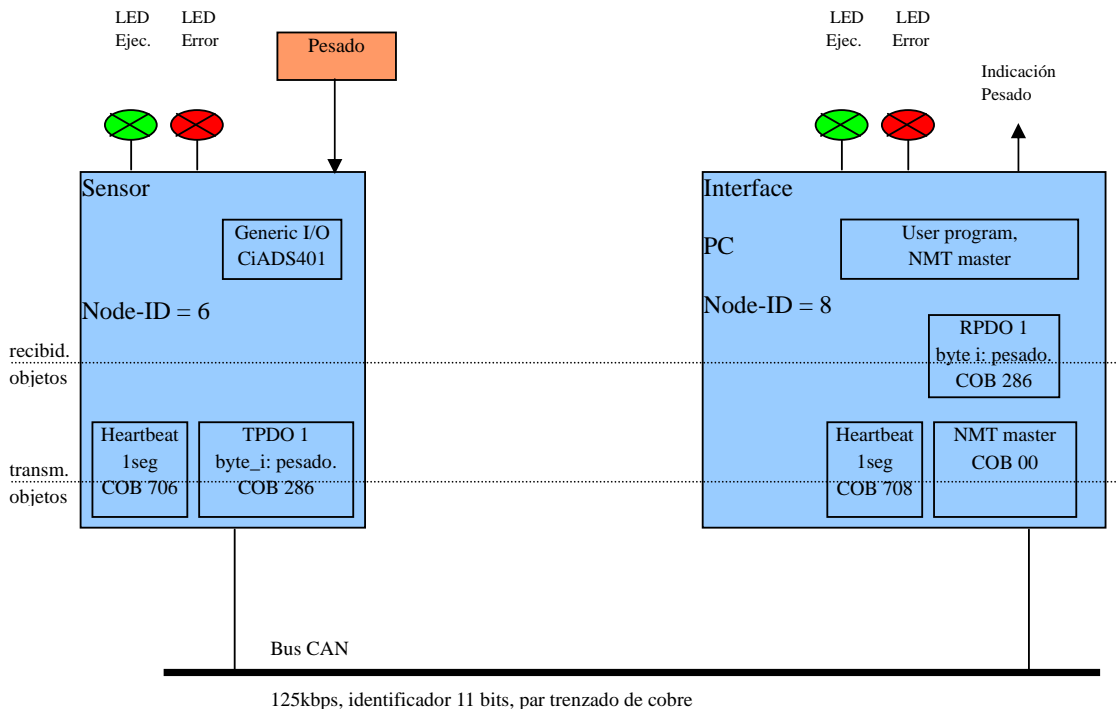 LED
Ejec.
LED
Error
Pesado
LED
Ejec.
LED
Error
Indicación
Pesado
Sensor
Generic I/O
CiADS401
Node-ID = 6
Interface
PC
User program,
NMT master
Node-ID = 8
RPDO 1
byte i: pesado.
COB 286
recibid.
objetos
Heartbeat
1seg
COB 706
TPDO 1
byte_i: pesado.
COB 286
Heartbeat
1seg
COB 708
NMT master
COB 00
transm.
objetos
Bus CAN
125kbps, identificador 11 bits, par trenzado de cobre